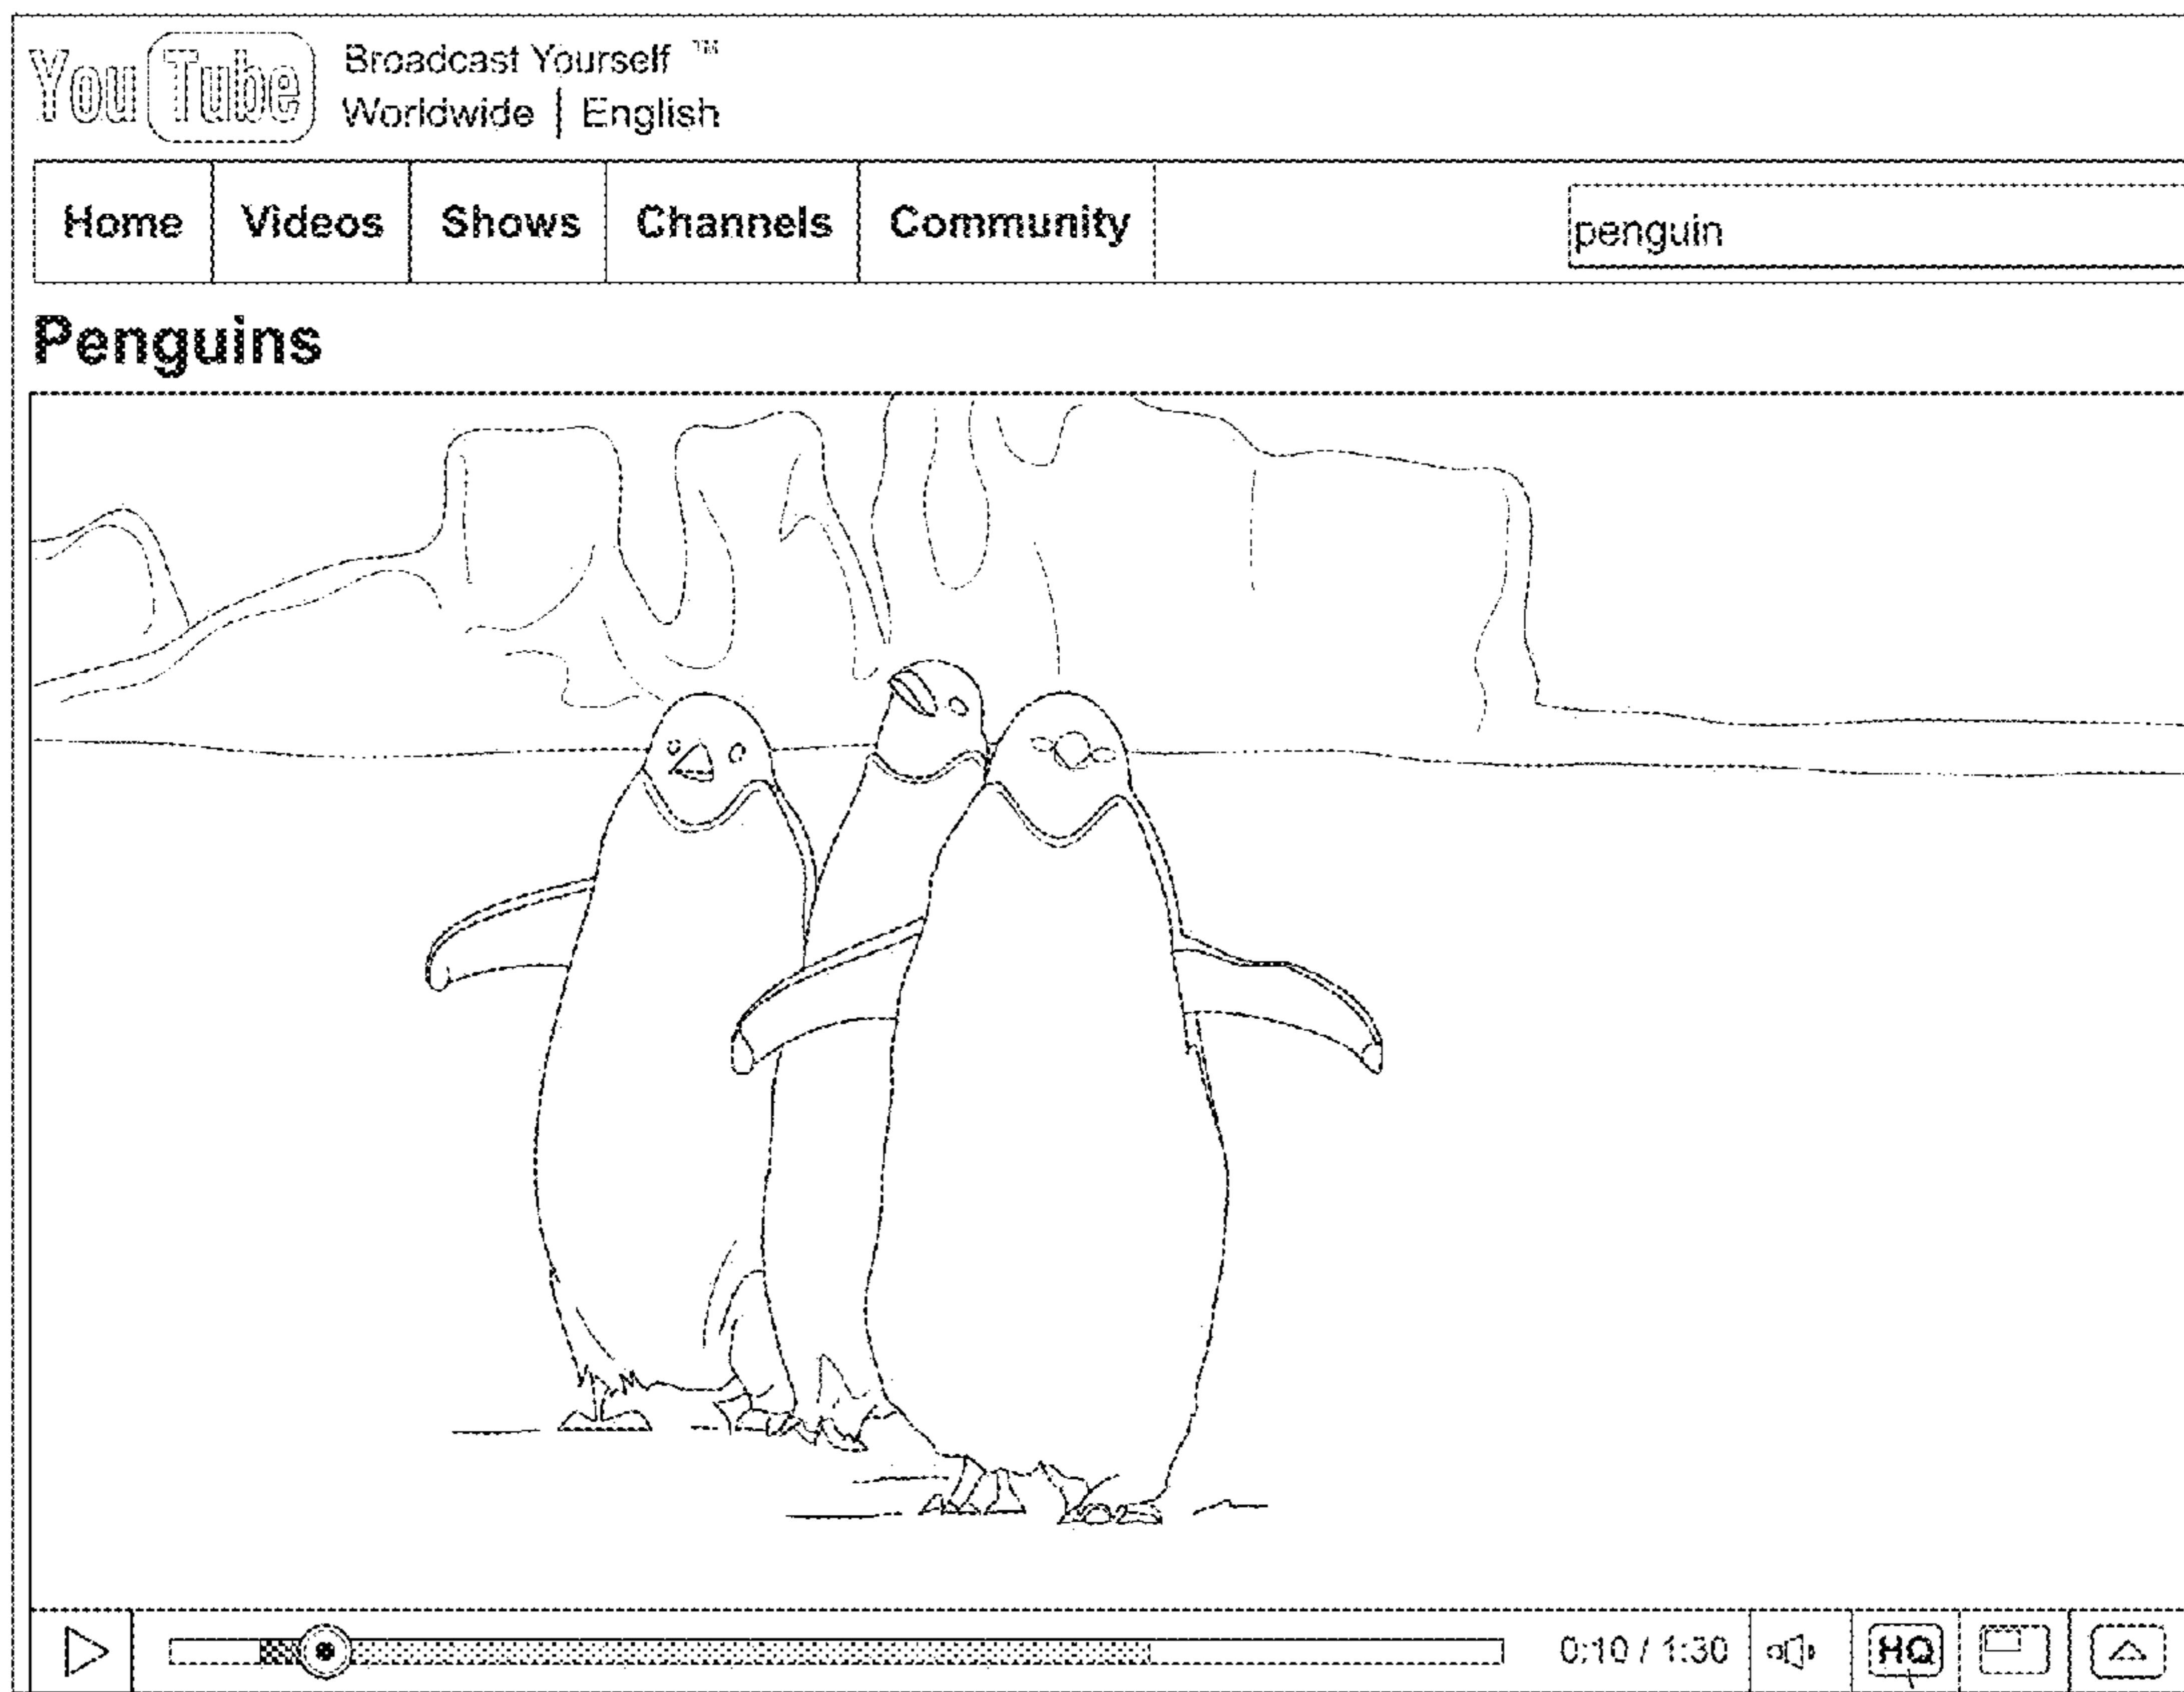 You Tube
Broadcast Yourself ™
Worldwide | English
Home Videos Shows Channels Community penguin
Penguins
0:10 / 1:30 HQ